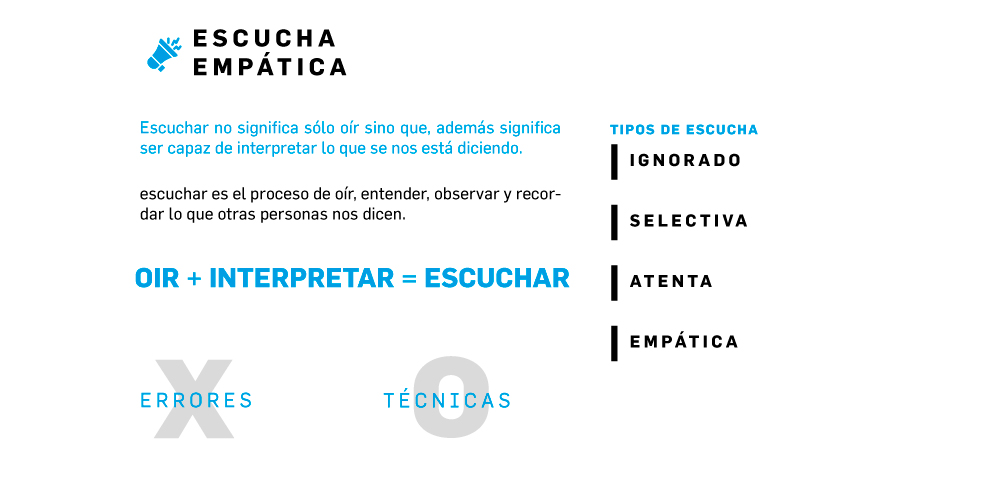 ESCUCHA
EMPÁTICA
Escuchar no significa sólo oír sino que, además significa
ser capaz de interpretar lo que se nos está diciendo.
escuchar es el proceso de oír, entender, observar y recor-
dar lo que otras personas nos dicen.
OIR + INTERPRETAR = ESCUCHAR
X
ERRORES
O
TÉCNICAS
TIPOS DE ESCUCHA
IGNORADO
SELECTIVA
ATENTA
EMPÁTICA